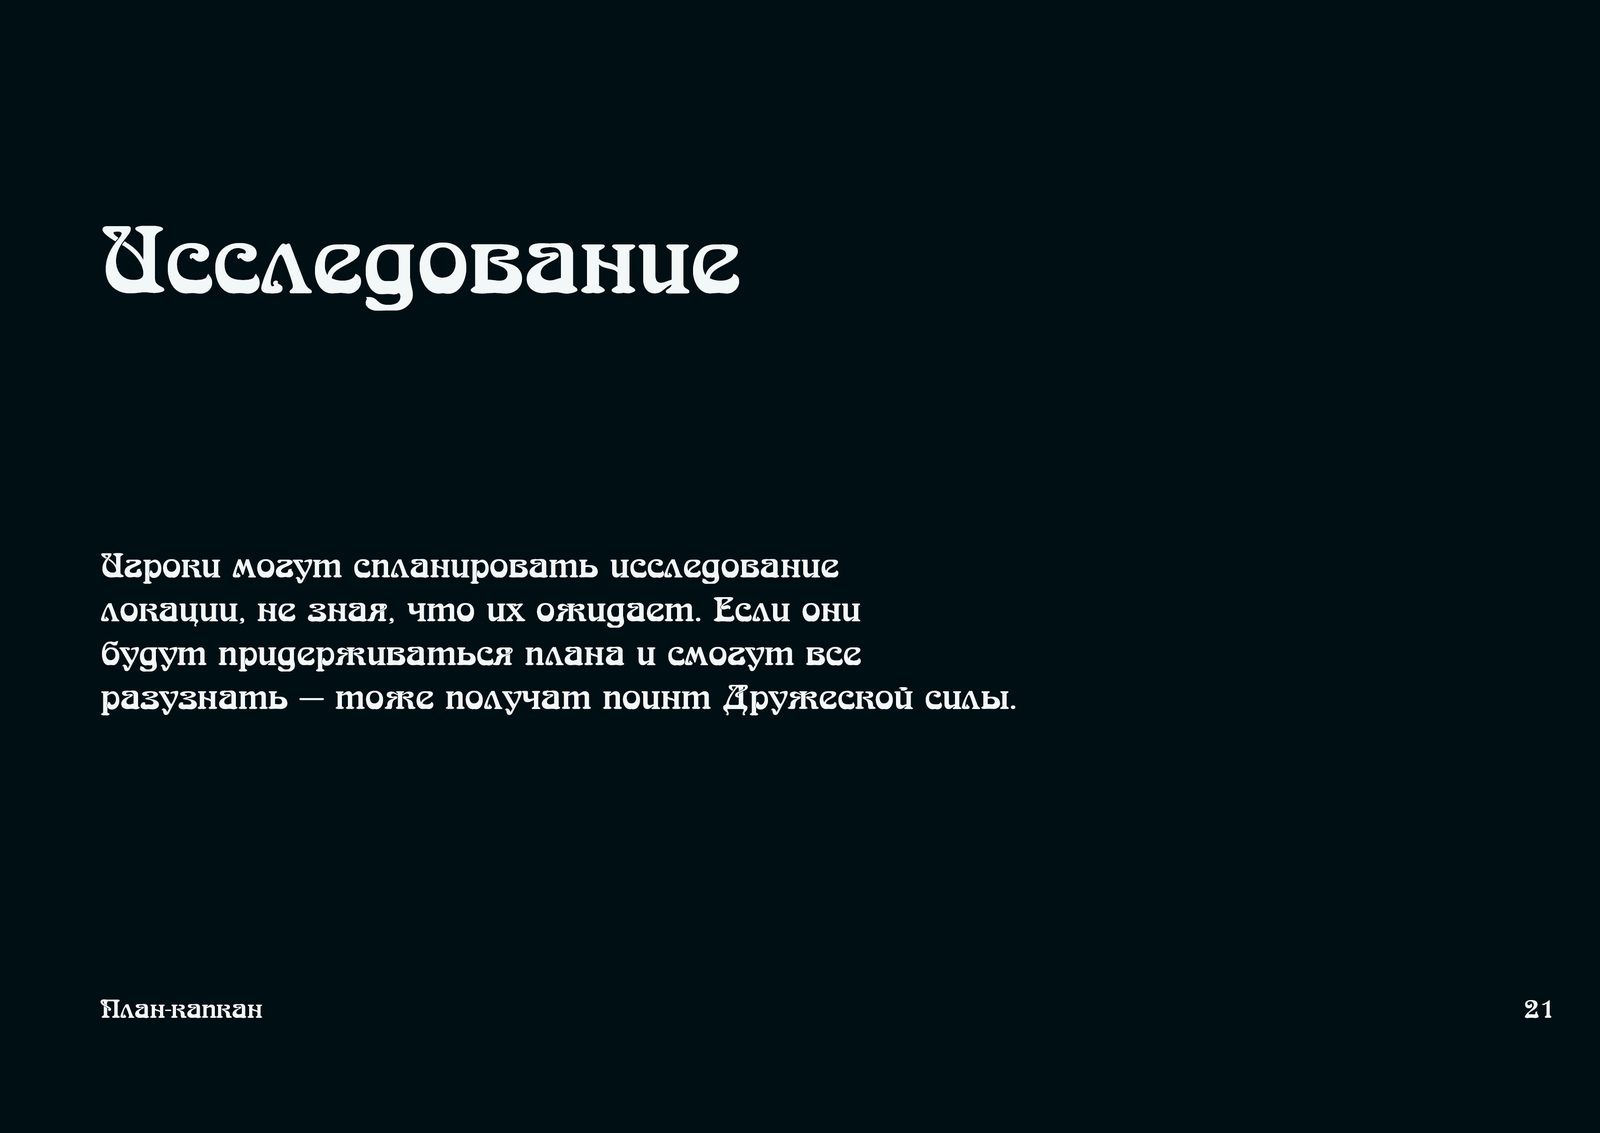 Исследование
Игроки могут спланировать исследование
локации, не зная, что их ожидает. Если они
будут придерживаться плана и смогут все
разузнать — тоже получат поинт Дружеской силы.
План-капкан
21